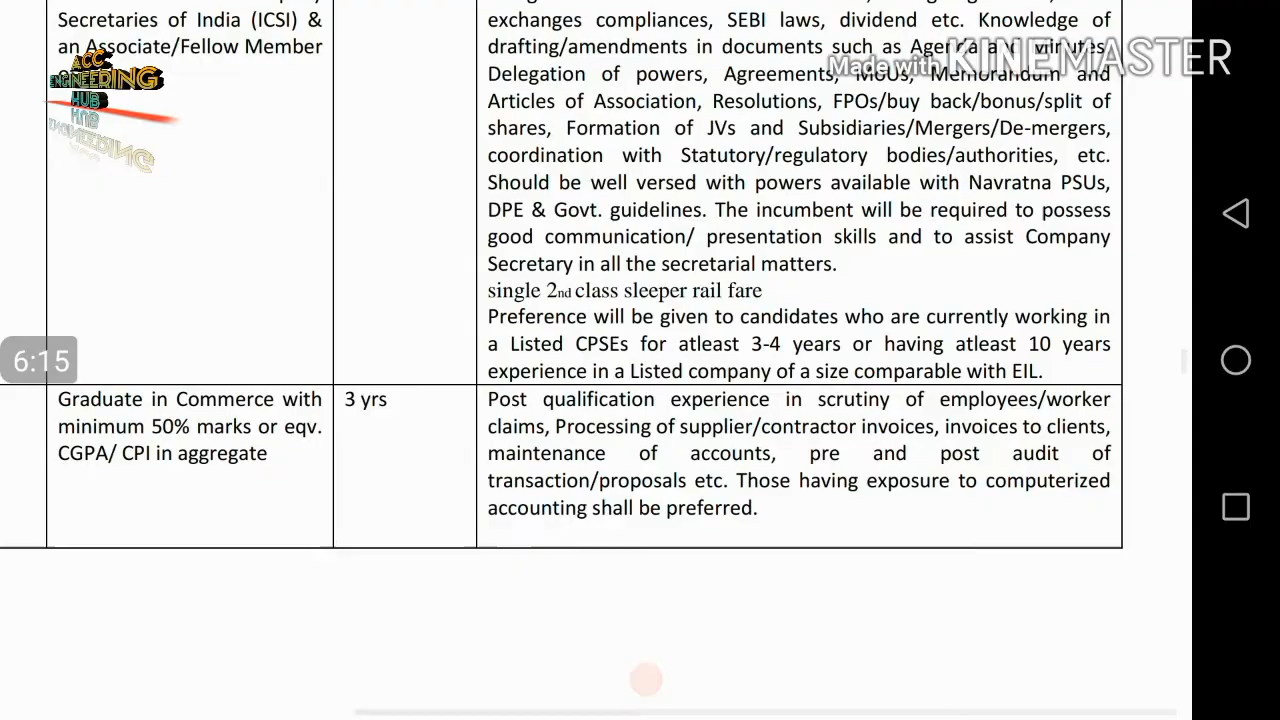 Secretaries of India (ICSI) &
an Associate/Fellow Member
exchanges compliances, SEBI laws, dividend etc. Knowledge of
drafting/amendments in documents such as Agenda and Minutes,
Delegation of powers, Agreements, MoUs, Memorandum and
Articles of Association, Resolutions, FPOs/buy back/bonus/split of
shares, Formation of JVs and Subsidiaries/Mergers/De-mergers,
coordination with Statutory/regulatory bodies/authorities, etc.
Should be well versed with powers available with Navratna PSUs,
DPE & Govt. guidelines. The incumbent will be required to possess
good communication/ presentation skills and to assist Company
Secretary in all the secretarial matters.
single 2nd class sleeper rail fare
Preference will be given to candidates who are currently working in
a Listed CPSEs for atleast 3-4 years or having atleast 10 years
experience in a Listed company of a size comparable with EIL.
Graduate in Commerce with
minimum 50% marks or eqv.
CGPA/ CPI in aggregate
3 yrs
Post qualification experience in scrutiny of employees/worker
claims, Processing of supplier/contractor invoices, invoices to clients,
maintenance of accounts, pre and post audit of
transaction/proposals etc. Those having exposure to computerized
accounting shall be preferred.
ACC
ENGINEERING
HUB
Made with KINEMASTER
6:15